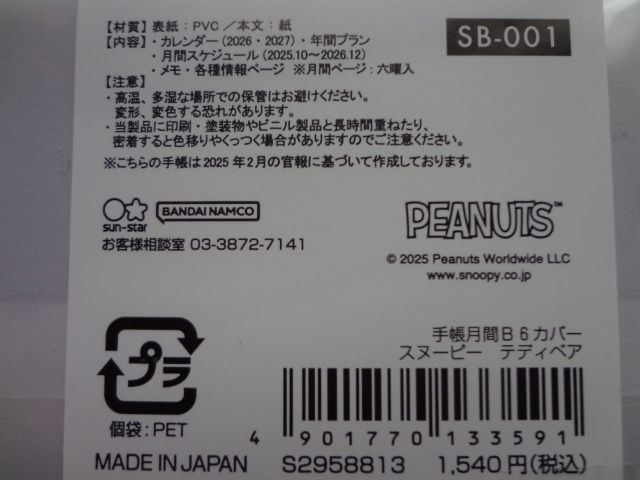 【材質】表紙：PVC／本文：紙
SB-001
【内容】・カレンダー（2026・2027）・年間プラン
・月間スケジュール（2025.10〜2026.12）
・メモ・各種情報ページ ※月間ページ：六曜入
【注意】
・高温、多湿な場所での保管はお避けください。
変形、変色する恐れがあります。
・当製品に印刷・塗装物やビニル製品と長時間重ねたり、
密着すると色移りやくっつく場合がありますのでご注意ください。
※こちらの手帳は2025年2月の官報に基づいて作成しております。
sun-star BANDAI NAMCO
お客様相談室 03-3872-7141
PEANUTS™
© 2025 Peanuts Worldwide LLC
www.snoopy.co.jp
プラ
個袋：PET
手帳月間B6カバー
スヌーピー テディベア
4 901770 133591
MADE IN JAPAN S2958813 1,540円（税込）